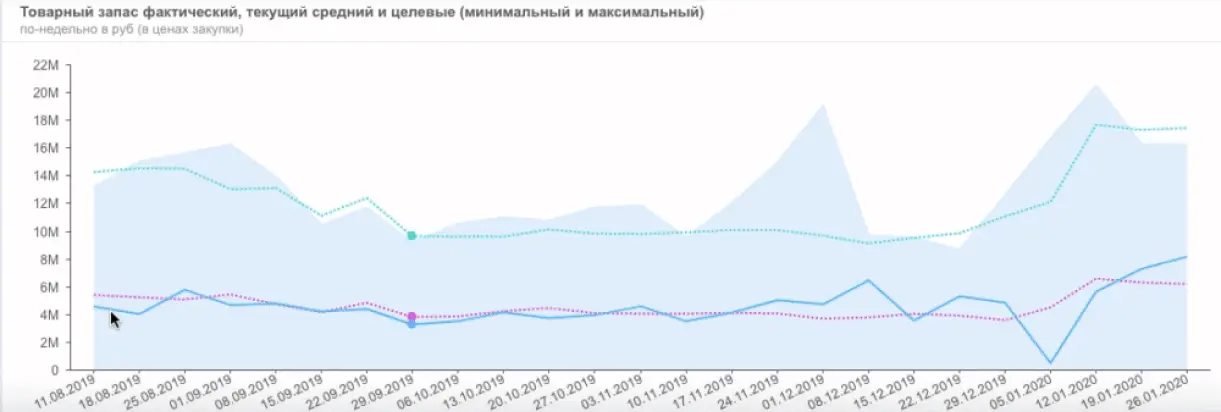 Товарный запас фактический, текущий средний и целевые (минимальный и максимальный)
по-недельно в руб (в ценах закупки)
22M
20M
18M
16M
14M
12M
10M
8M
6M
4M
2M
0
11.08.2019
18.08.2019
25.08.2019
01.09.2019
08.09.2019
15.09.2019
22.09.2019
29.09.2019
06.10.2019
13.10.2019
20.10.2019
27.10.2019
03.11.2019
10.11.2019
17.11.2019
24.11.2019
01.12.2019
08.12.2019
15.12.2019
22.12.2019
29.12.2019
05.01.2020
12.01.2020
19.01.2020
26.01.2020